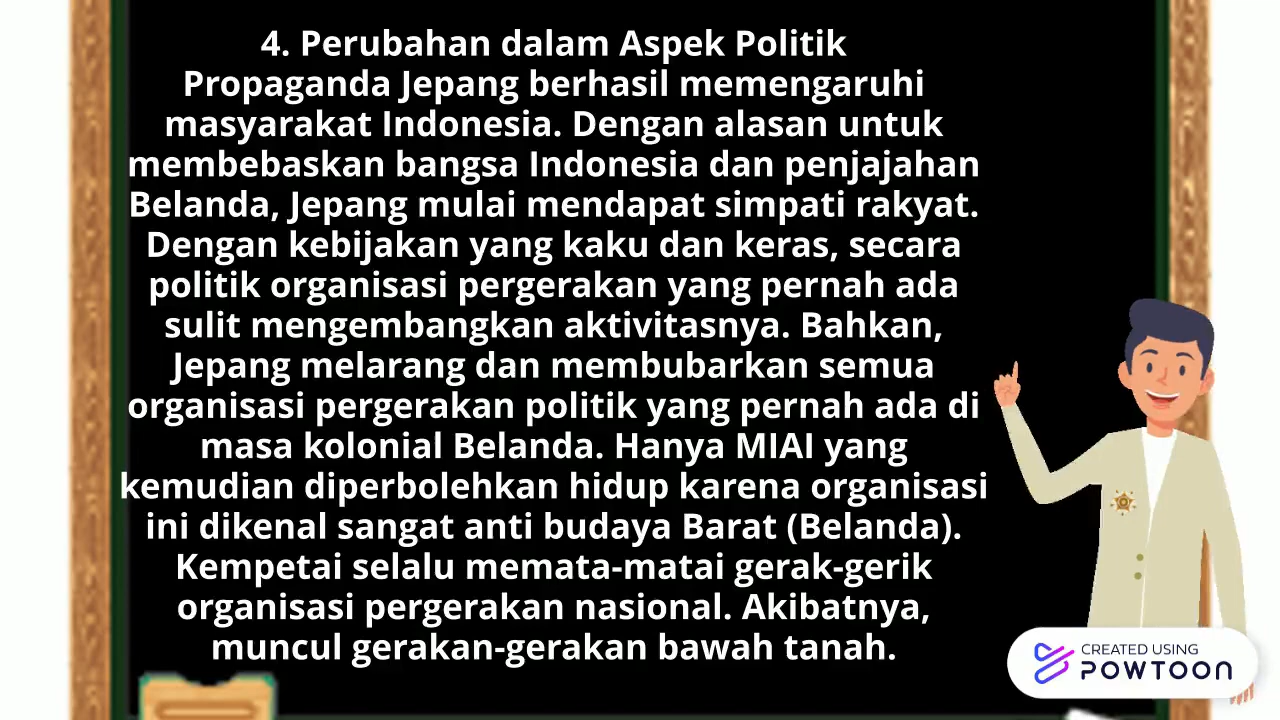 4. Perubahan dalam Aspek Politik
Propaganda Jepang berhasil memengaruhi
masyarakat Indonesia. Dengan alasan untuk
membebaskan bangsa Indonesia dan penjajahan
Belanda, Jepang mulai mendapat simpati rakyat.
Dengan kebijakan yang kaku dan keras, secara
politik organisasi pergerakan yang pernah ada
sulit mengembangkan aktivitasnya. Bahkan,
Jepang melarang dan membubarkan semua
organisasi pergerakan politik yang pernah ada di
masa kolonial Belanda. Hanya MIAI yang
kemudian diperbolehkan hidup karena organisasi
ini dikenal sangat anti budaya Barat (Belanda).
Kempetai selalu memata-matai gerak-gerik
organisasi pergerakan nasional. Akibatnya,
muncul gerakan-gerakan bawah tanah.
CREATED USING
POWTOON